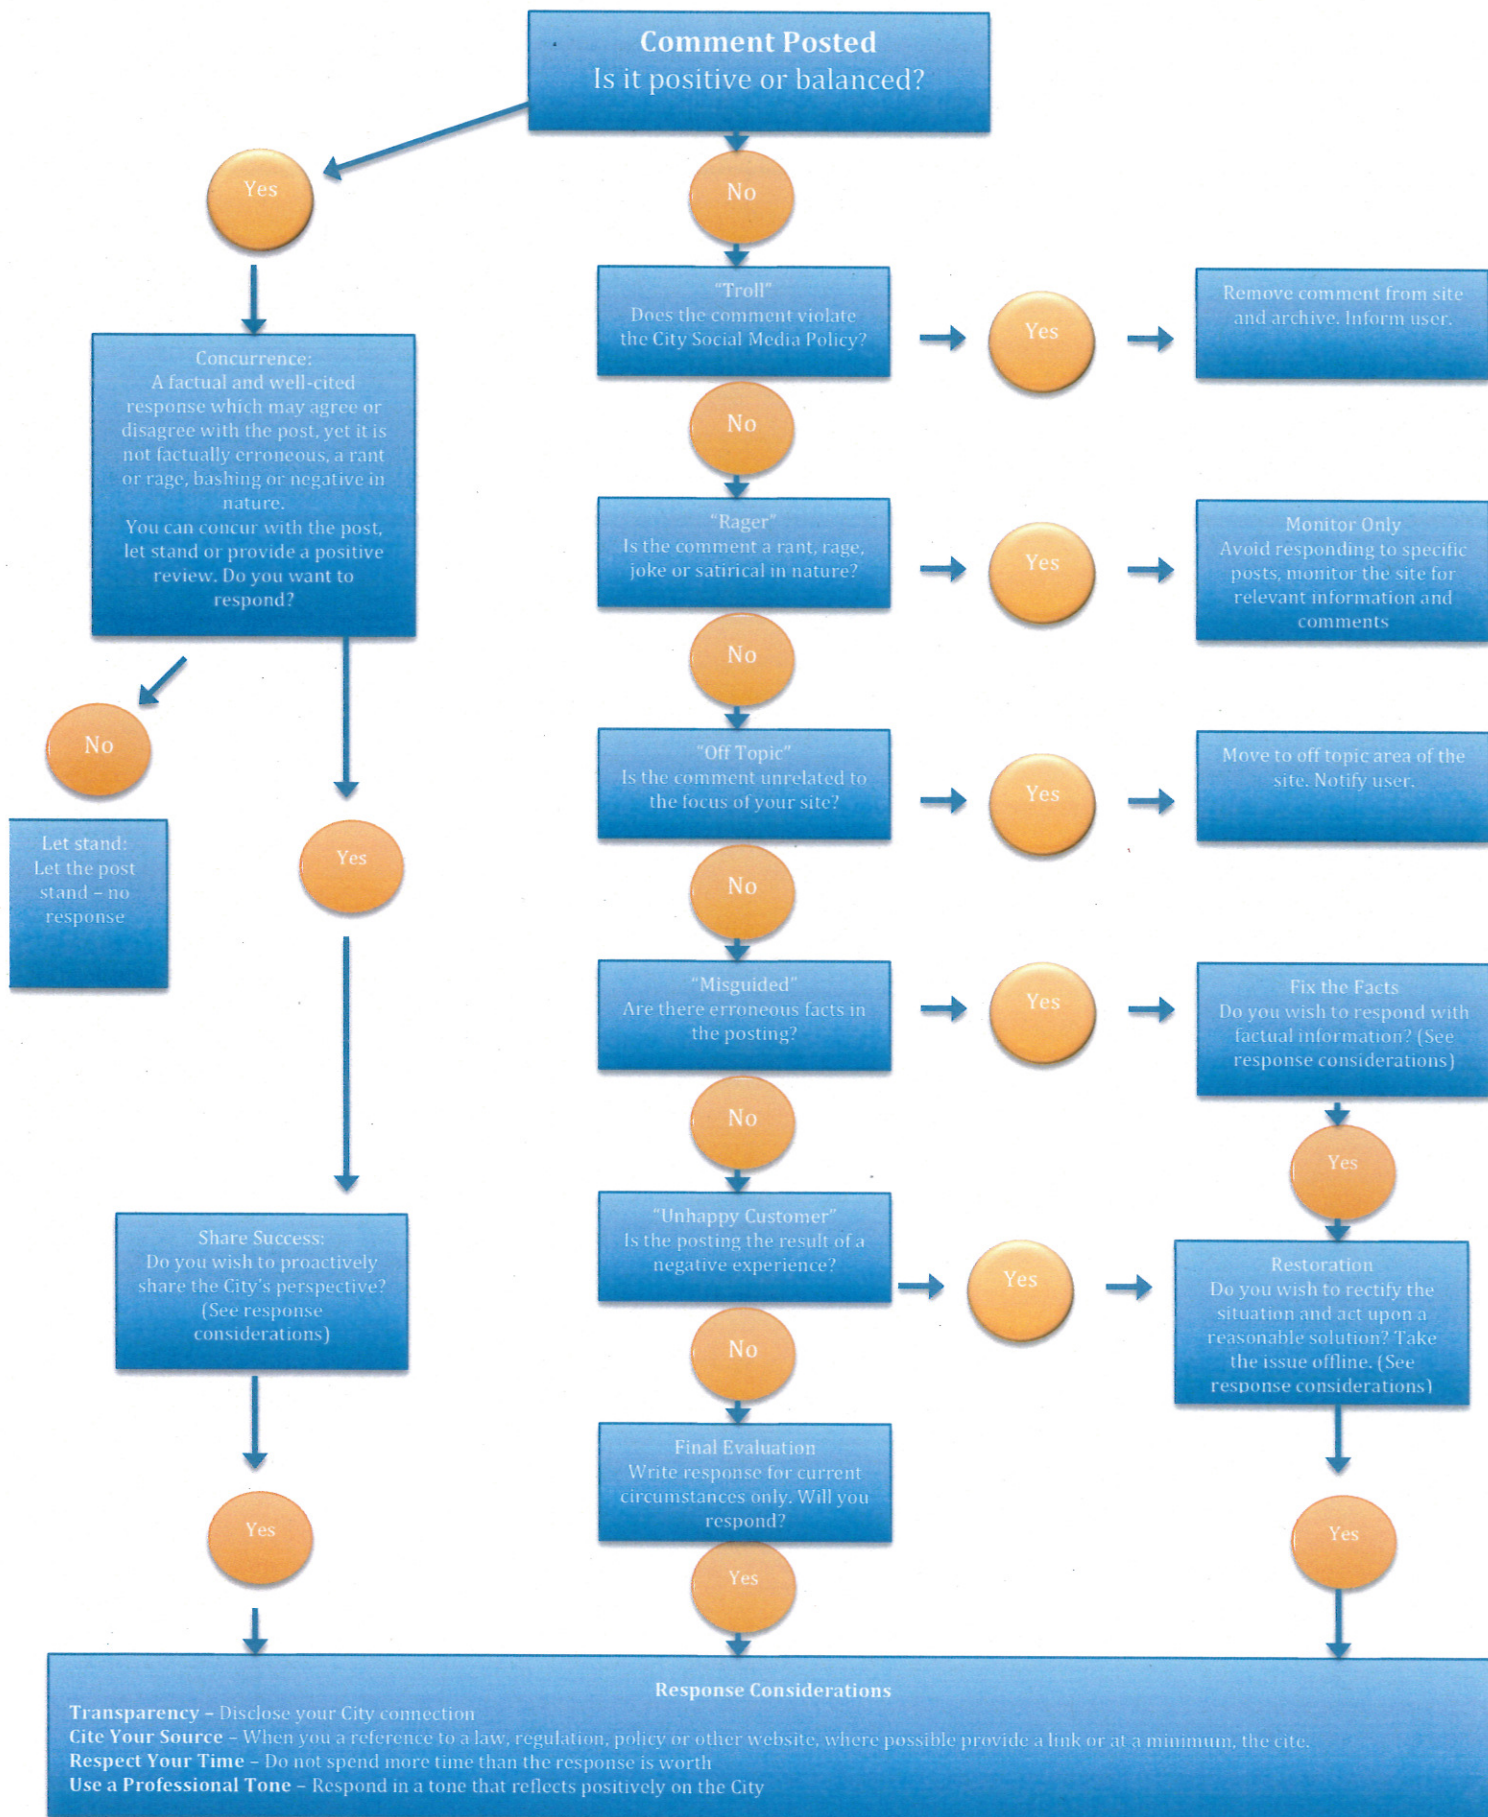 Comment Posted
Is it positive or balanced?
Yes
No
"Troll"
Does the comment violate
the City Social Media Policy?
Yes
Remove comment from site
and archive. Inform user.
Concurrence:
A factual and well-cited
response which may agree or
disagree with the post, yet it is
not factually erroneous, a rant
or rage, bashing or negative in
nature.
You can concur with the post,
let stand or provide a positive
review. Do you want to
respond?
No
"Rager"
Is the comment a rant, rage,
joke or satirical in nature?
Yes
Monitor Only
Avoid responding to specific
posts, monitor the site for
relevant information and
comments
No
No
"Off Topic"
Is the comment unrelated to
the focus of your site?
Yes
Move to off topic area of the
site. Notify user.
Let stand:
Let the post
stand – no
response
Yes
No
"Misguided"
Are there erroneous facts in
the posting?
Yes
Fix the Facts
Do you wish to respond with
factual information? (See
response considerations)
No
Yes
"Unhappy Customer"
Is the posting the result of a
negative experience?
Yes
Restoration
Do you wish to rectify the
situation and act upon a
reasonable solution? Take
the issue offline. (See
response considerations)
Share Success:
Do you wish to proactively
share the City's perspective?
(See response
considerations)
No
Final Evaluation
Write response for current
circumstances only. Will you
respond?
Yes
Yes
Yes
Response Considerations
Transparency – Disclose your City connection
Cite Your Source – When you a reference to a law, regulation, policy or other website, where possible provide a link or at a minimum, the cite.
Respect Your Time – Do not spend more time than the response is worth
Use a Professional Tone – Respond in a tone that reflects positively on the City